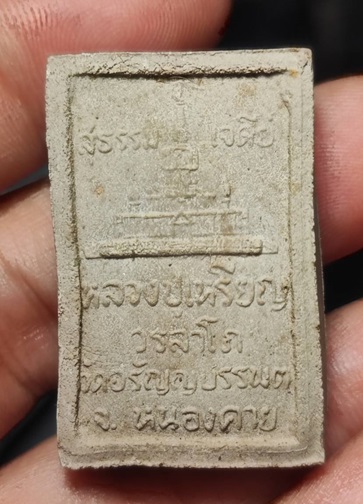 สุธรรม เจดีย์
หลวงปู่เหรียญ
วรลาโภ
วัดอรัญญบรรพต
จ. หนองคาย